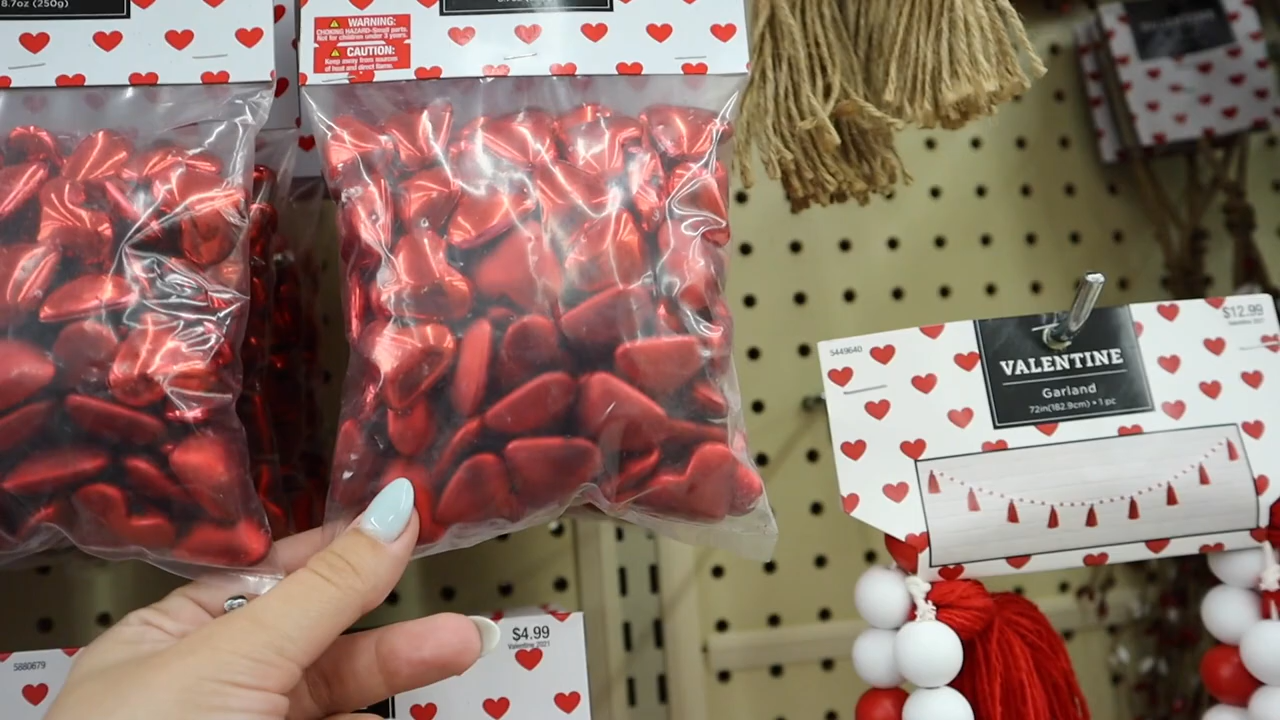 8.7oz (250g)
WARNING:
CHOKING HAZARD-Small parts.
Not for children under 3 years.
CAUTION:
Keep away from sources
of heat and direct flame.
5449640
$12.99
Valentine 2021
VALENTINE
Garland
72in(182.9cm) • 1 pc
5880679
$4.99
Valentine 2021